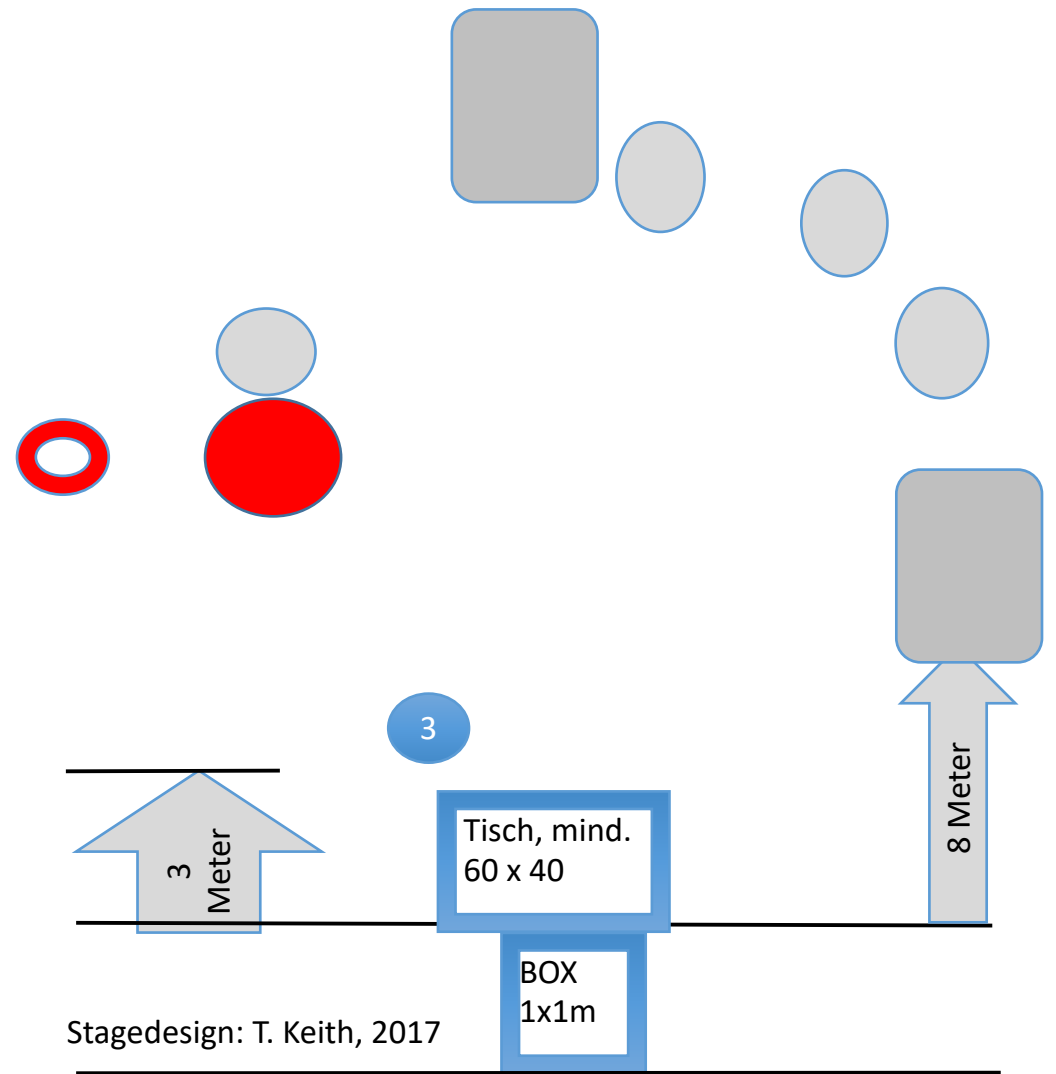 3
3
Meter
Tisch, mind.
60 x 40
8 Meter
BOX
1x1m
Stagedesign: T. Keith, 2017